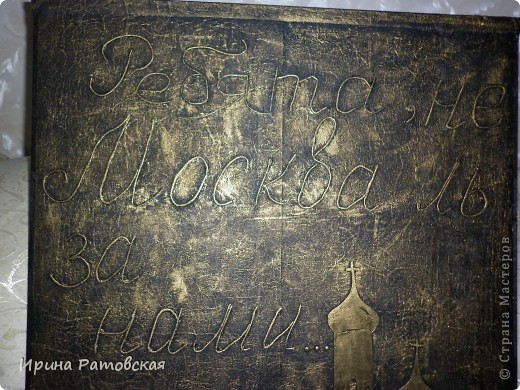 Ребята, не
Москва ль
за
нами...
Ирина Ратовская
© Страна Мастеров